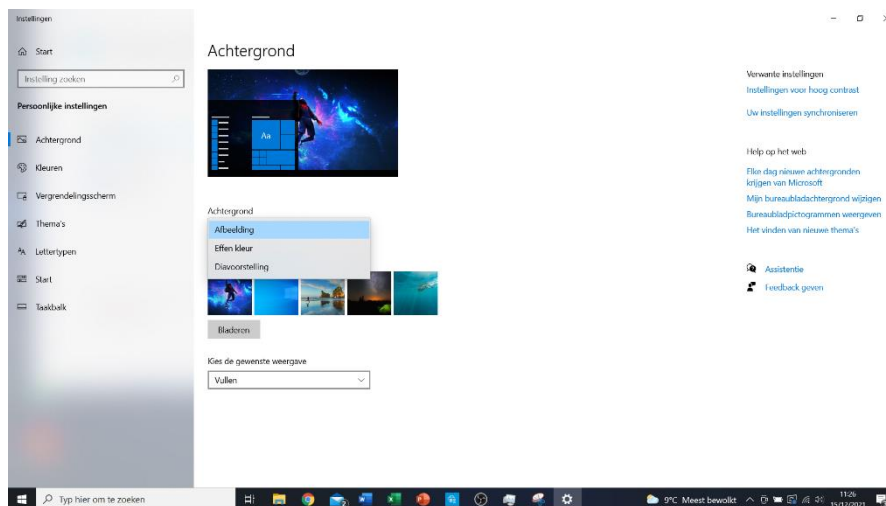 Instellingen
Start
Instelling zoeken
Persoonlijke instellingen
Achtergrond
Kleuren
Vergrendelingsscherm
Thema's
Lettertypen
Start
Taakbalk
Achtergrond
Aa
Achtergrond
Afbeelding
Effen kleur
Diavoorstelling
Bladeren
Kies de gewenste weergave
Vullen
Verwante instellingen
Instellingen voor hoog contrast
Uw instellingen synchroniseren
Help op het web
Elke dag nieuwe achtergronden
krijgen van Microsoft
Mijn bureaubladachtergrond wijzigen
Bureaubladpictogrammen weergeven
Het vinden van nieuwe thema's
Assistentie
Feedback geven
Typ hier om te zoeken
9°C Meest bewolkt
11:26
15/12/2021